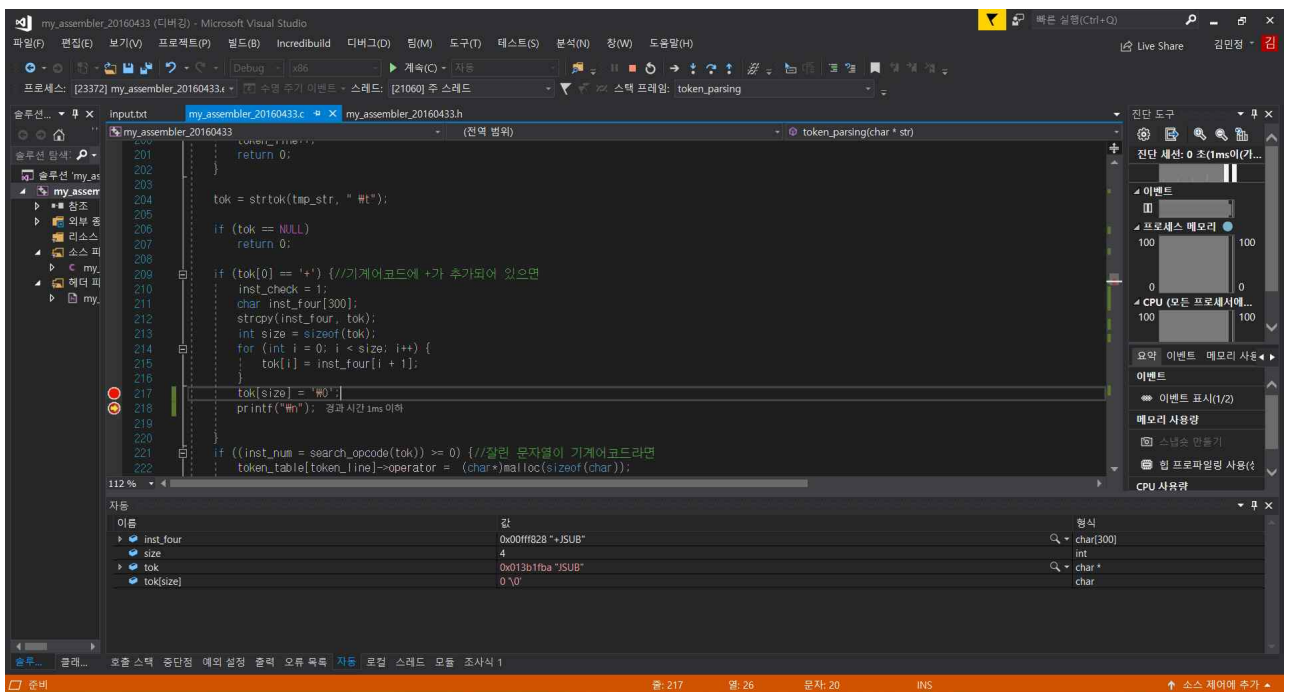 my_assembler_20160433 (디버깅) - Microsoft Visual Studio
빠른 실행(Ctrl+Q)
파일(F) 편집(E) 보기(V) 프로젝트(P) 빌드(B) Incredibuild 디버그(D) 팀(M) 도구(T) 테스트(S) 분석(N) 창(W) 도움말(H)
Live Share 김민정 김
Debug x86 계속(C) 자동
프로세스: [23372] my_assembler_20160433.e 수명 주기 이벤트 스레드: [21060] 주 스레드 스택 프레임: token_parsing
솔루션...
input.txt my_assembler_20160433.c my_assembler_20160433.h
진단 도구
my_assembler_20160433 (전역 범위) token_parsing(char * str)
솔루션 탐색:
솔루션 'my_as
my_assem
참조
외부 종
리소스
소스 파
my_
헤더 파
my_
200 token_line++;
201 return 0;
202 }
203
204 tok = strtok(tmp_str, " ₩t");
205
206 if (tok == NULL)
207 return 0;
208
209 if (tok[0] == '+') {//기계어코드에 +가 추가되어 있으면
210 inst_check = 1;
211 char inst_four[300];
212 strcpy(inst_four, tok);
213 int size = sizeof(tok);
214 for (int i = 0; i < size; i++) {
215 tok[i] = inst_four[i + 1];
216 }
217 tok[size] = '₩0';
218 printf("₩n"); 경과 시간 1ms 이하
219
220 }
221 if ((inst_num = search_opcode(tok)) >= 0) {//잘린 문자열이 기계어코드라면
222 token_table[token_line]->operator = (char*)malloc(sizeof(char));
112 %
진단 세션: 0 초(1ms이(가...
이벤트
프로세스 메모리
100 100
0 0
CPU (모든 프로세서에...
100 100
요약 이벤트 메모리 사용
이벤트
이벤트 표시(1/2)
메모리 사용량
스냅숏 만들기
힙 프로파일링 사용(
CPU 사용량
자동
이름 값 형식
inst_four 0x00fff828 "+JSUB" char[300]
size 4 int
tok 0x013b1fba "JSUB" char *
tok[size] 0 '\0' char
솔루... 클래... 호출 스택 중단점 예외 설정 출력 오류 목록 자동 로컬 스레드 모듈 조사식 1
준비 줄: 217 열: 26 문자: 20 INS 소스 제어에 추가